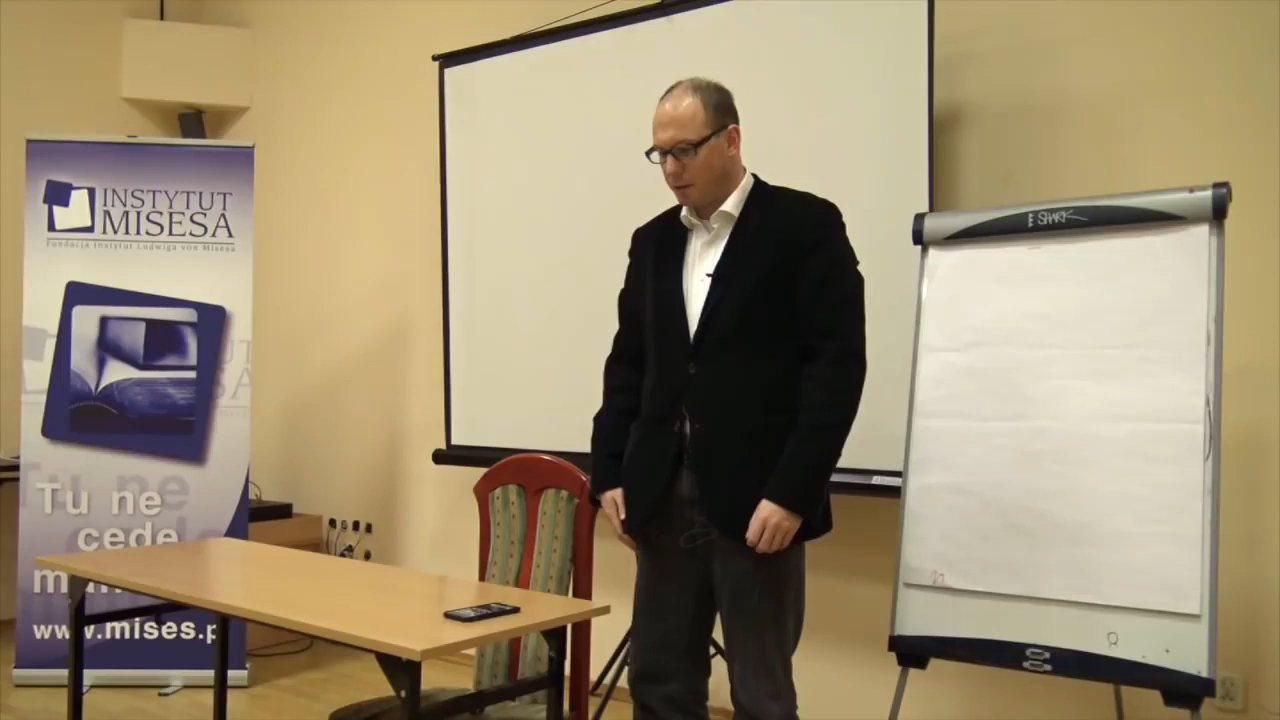 INSTYTUT
MISESA
Fundacja Instytut Ludwiga von Misesa
Tu ne
cede
www.mises.p
E SHARK